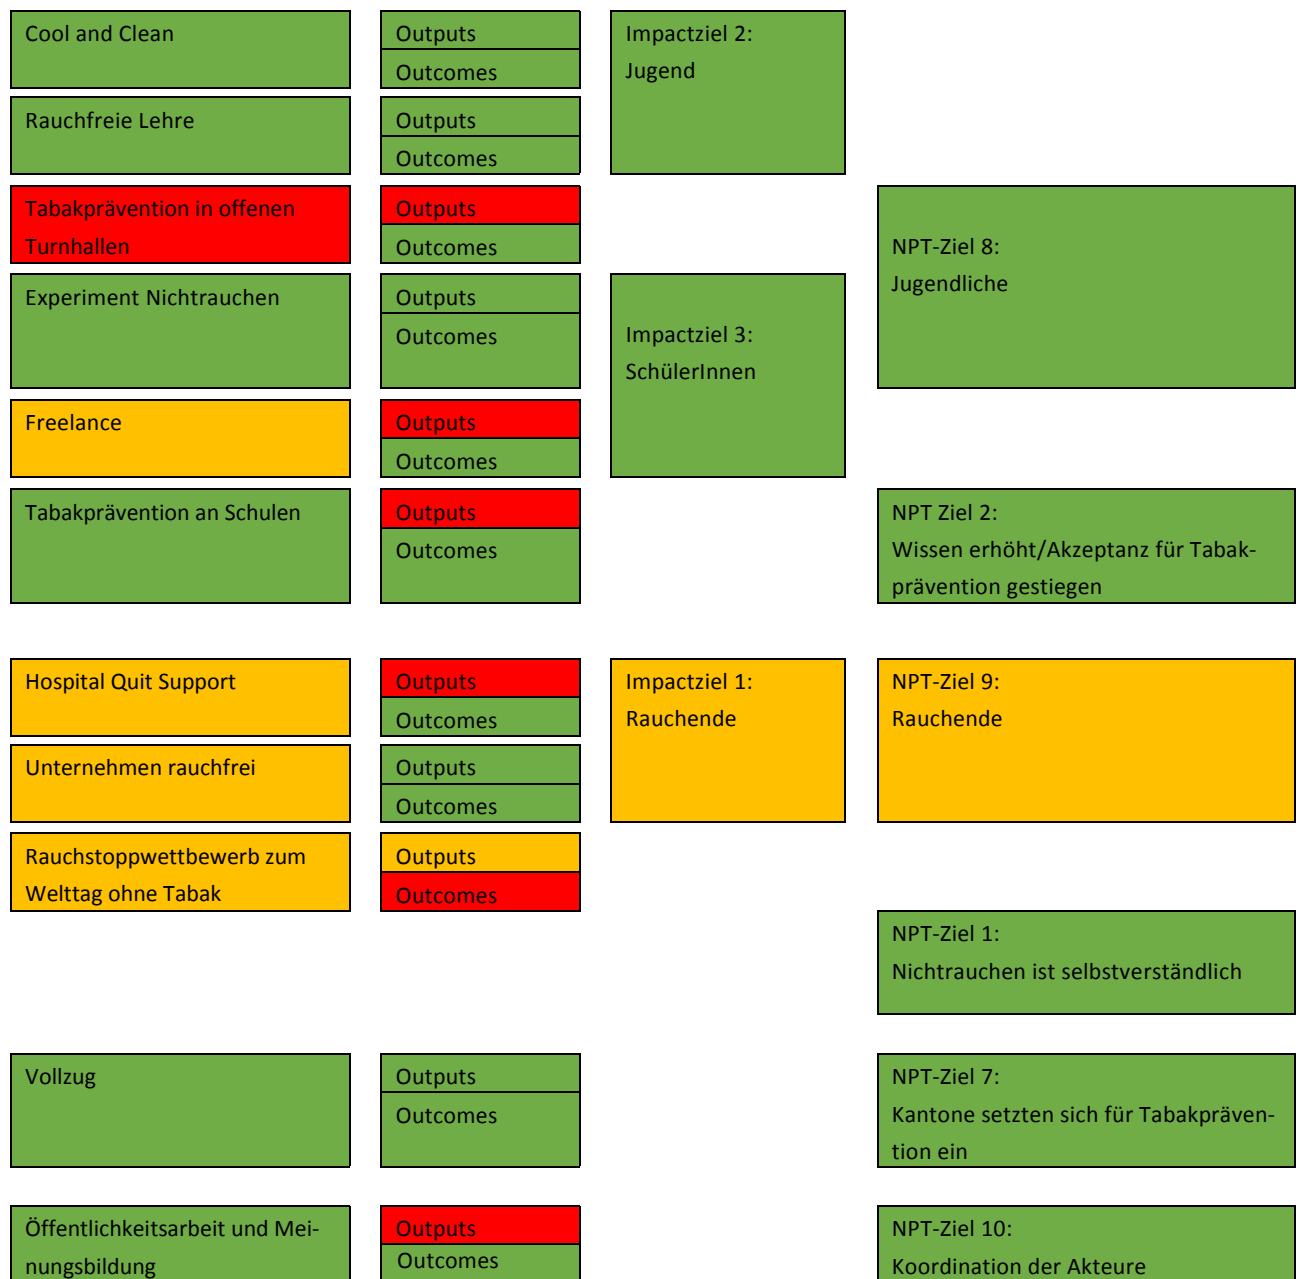 Cool and Clean
Outputs
Outcomes
Impactziel 2:
Jugend
Rauchfreie Lehre
Outputs
Outcomes
Tabakprävention in offenen
Turnhallen
Outputs
Outcomes
NPT-Ziel 8:
Jugendliche
Experiment Nichtrauchen
Outputs
Outcomes
Impactziel 3:
SchülerInnen
Freelance
Outputs
Outcomes
Tabakprävention an Schulen
Outputs
Outcomes
NPT Ziel 2:
Wissen erhöht/Akzeptanz für Tabak-
prävention gestiegen
Hospital Quit Support
Outputs
Outcomes
Impactziel 1:
Rauchende
NPT-Ziel 9:
Rauchende
Unternehmen rauchfrei
Outputs
Outcomes
Rauchstoppwettbewerb zum
Welttag ohne Tabak
Outputs
Outcomes
NPT-Ziel 1:
Nichtrauchen ist selbstverständlich
Vollzug
Outputs
Outcomes
NPT-Ziel 7:
Kantone setzten sich für Tabakpräven-
tion ein
Öffentlichkeitsarbeit und Mei-
nungsbildung
Outputs
Outcomes
NPT-Ziel 10:
Koordination der Akteure